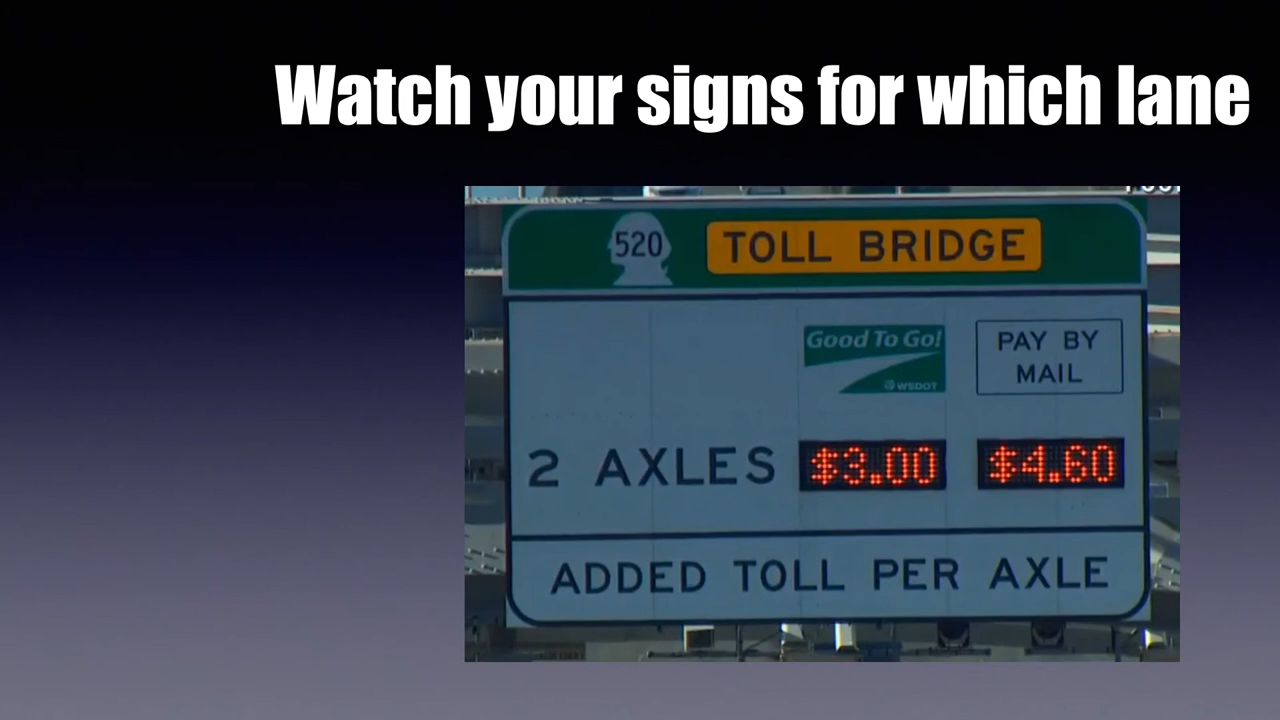 Watch your signs for which lane
520 TOLL BRIDGE
Good To Go! PAY BY
MAIL
WSDOT
2 AXLES $3.00 $4.60
ADDED TOLL PER AXLE